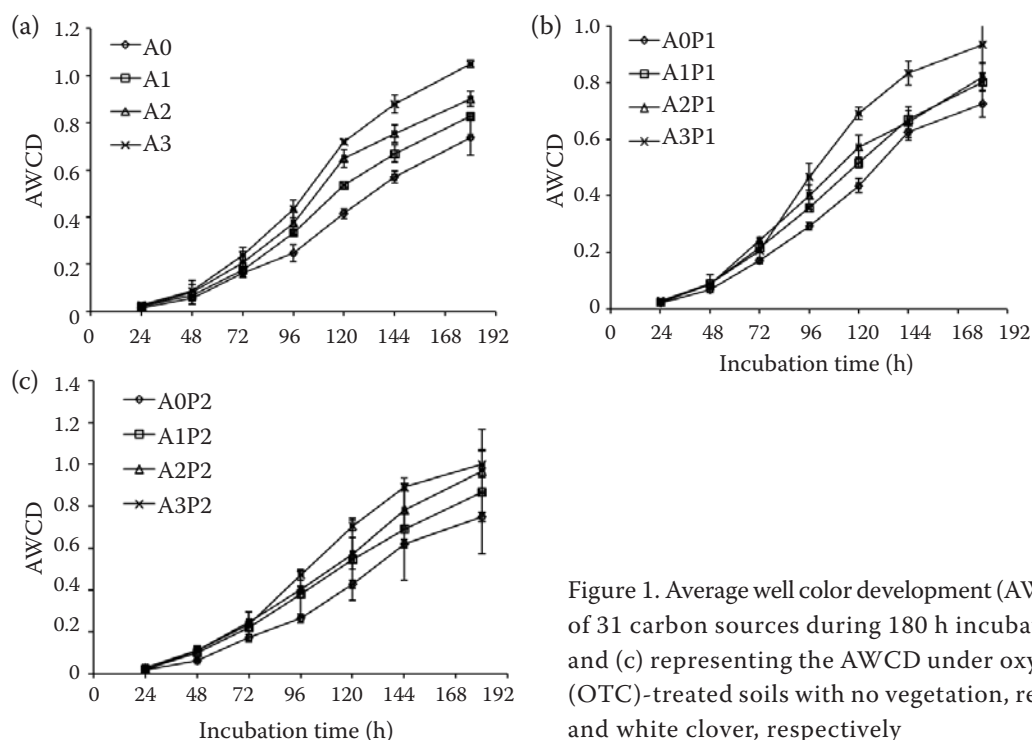 (a)
1.2
1.0
0.8
0.6
0.4
0.2
0
AWCD
A0
A1
A2
A3
0 24 48 72 96 120 144 168 192
(b)
1.0
0.8
0.6
0.4
0.2
0
AWCD
A0P1
A1P1
A2P1
A3P1
0 24 48 72 96 120 144 168 192
Incubation time (h)
(c)
1.4
1.2
1.0
0.8
0.6
0.4
0.2
0
AWCD
A0P2
A1P2
A2P2
A3P2
0 24 48 72 96 120 144 168 192
Incubation time (h)
Figure 1. Average well color development (AW
of 31 carbon sources during 180 h incuba
and (c) representing the AWCD under oxy
(OTC)-treated soils with no vegetation, re
and white clover, respectively